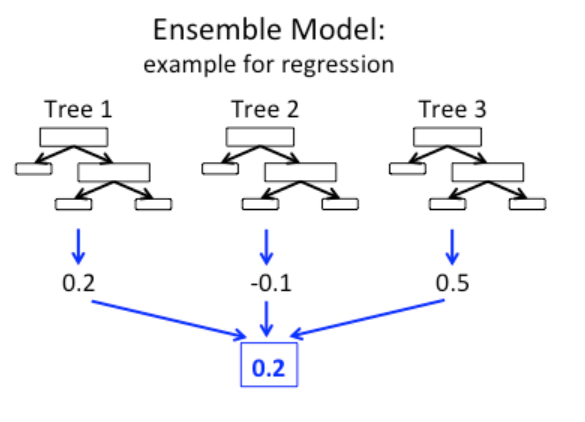 Ensemble Model:
example for regression
Tree 1 Tree 2 Tree 3
0.2 -0.1 0.5
0.2